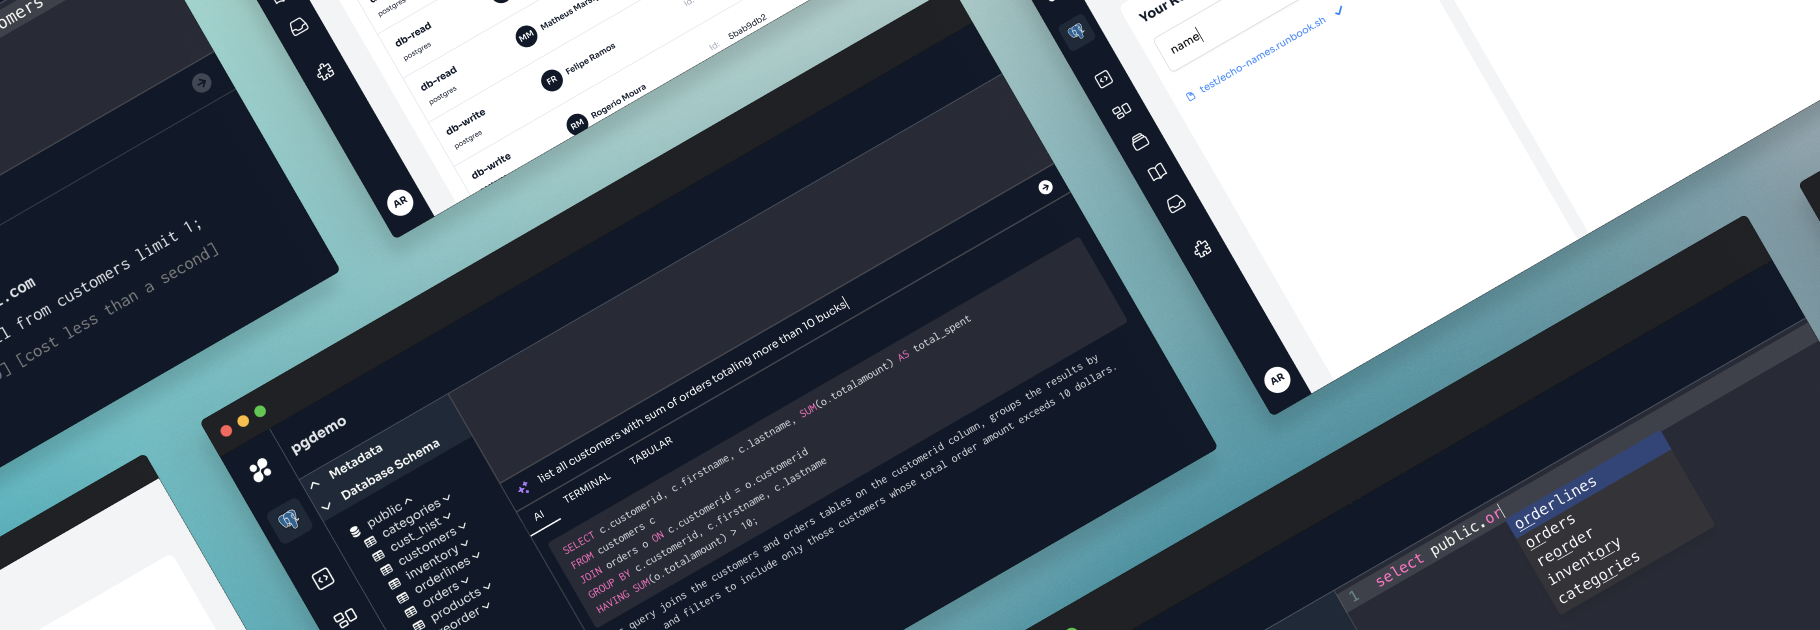 omers
l from customers limit 1;
.com
] [cost less than a second]
postgres
db-read
postgres
MM
db-read
postgres
FR Felipe Ramos
db-write
postgres
Id: 5bab9db2
RM Rogerio Moura
db-write
AR
name
test/echo-names.runbook.sh
AR
pgdemo
Metadata
Database Schema
public
categories
cust_hist
customers
inventory
orderlines
orders
products
reorder
list all customers with sum of orders totaling more than 10 bucks
AI
TERMINAL
TABULAR
SELECT c.customerid, c.firstname, c.lastname, SUM(o.totalamount) AS total_spent
FROM customers c
JOIN orders o ON c.customerid = o.customerid
GROUP BY c.customerid, c.firstname, c.lastname
HAVING SUM(o.totalamount) > 10;
query joins the customers and orders tables on the customerid column, groups the results by
and filters to include only those customers whose total order amount exceeds 10 dollars.
1 select public.or
orderlines
orders
reorder
inventory
categories